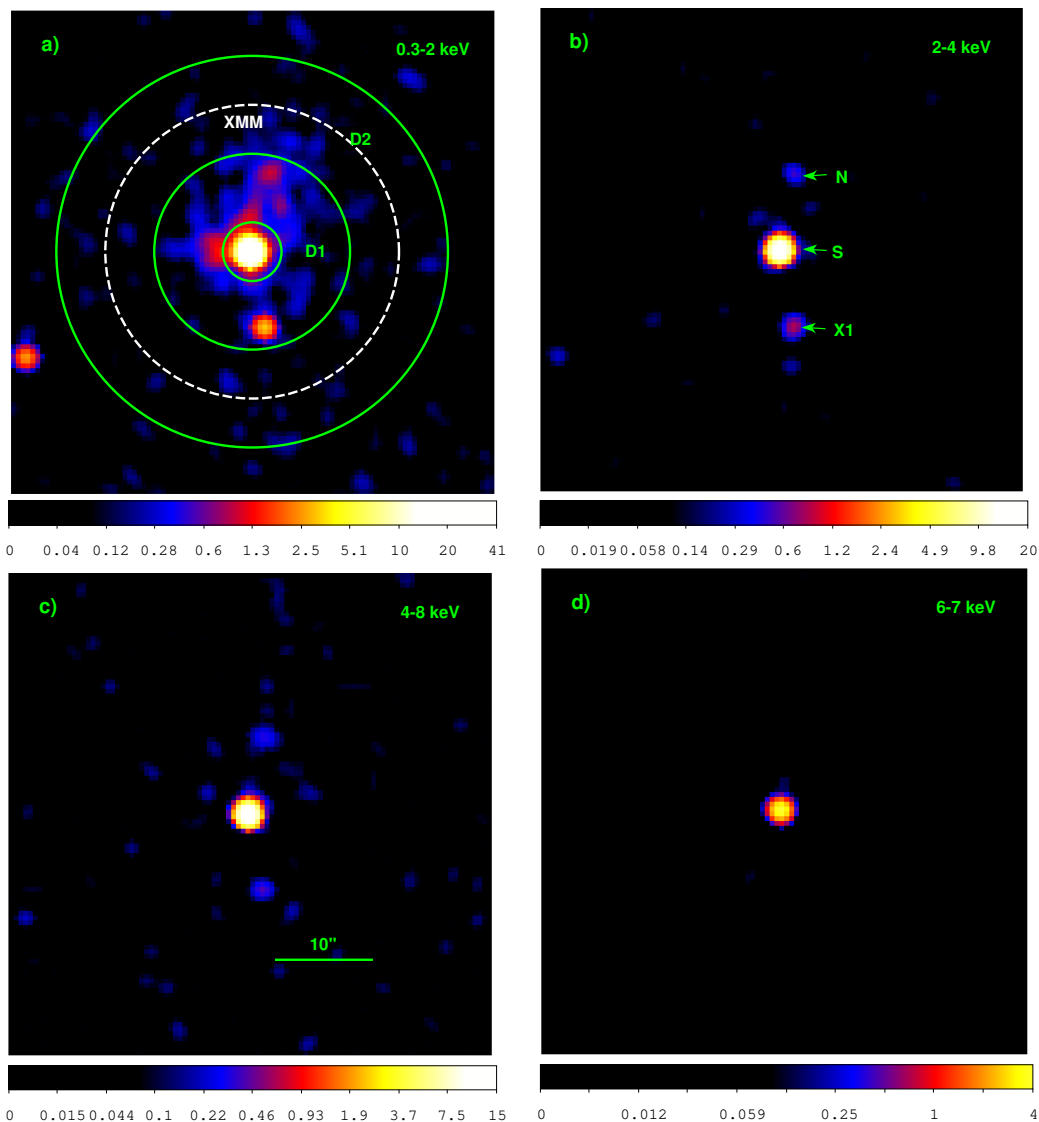 a)
0.3-2 keV
XMM
D2
D1
0 0.04 0.12 0.28 0.6 1.3 2.5 5.1 10 20 41
b)
2-4 keV
N
S
X1
0 0.019 0.058 0.14 0.29 0.6 1.2 2.4 4.9 9.8 20
c)
4-8 keV
10"
0 0.015 0.044 0.1 0.22 0.46 0.93 1.9 3.7 7.5 15
d)
6-7 keV
0 0.012 0.059 0.25 1 4